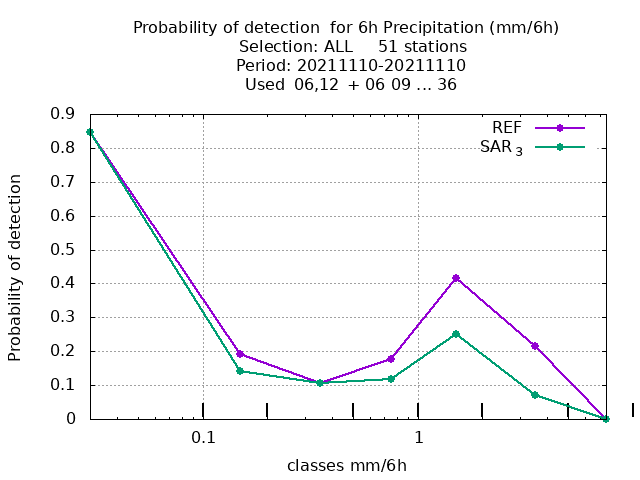 Probability of detection  for 6h Precipitation (mm/6h)
Selection: ALL     51 stations
Period: 20211110-20211110
Used  06,12  + 06 09 ... 36
REF
SAR 3
0.9
0.8
0.7
0.6
0.5
0.4
0.3
0.2
0.1
0
Probability of detection
0.1
1
classes mm/6h